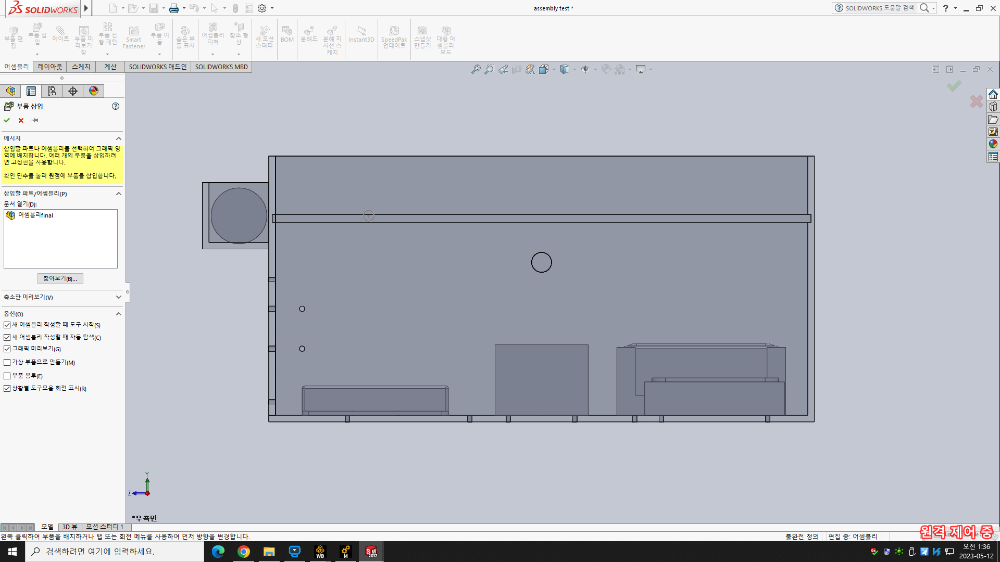 SOLIDWORKS
assembly test *
SOLIDWORKS 도움말 검색
부품 편집
부품 삽입
메이트
부품 미리보기 창
부품 선형 패턴
Smart Fastener
부품 이동
숨은 부품 표시
어셈블리 피처
참조 형상
새 모션 스터디
BOM
분해도
분해 지시선 스케치
Instant3D
SpeedPak 업데이트
스냅샷 만들기
대형 어셈블리 모드
어셈블리
레이아웃
스케치
계산
SOLIDWORKS 애드인
SOLIDWORKS MBD
부품 삽입
메시지
삽입할 파트나 어셈블리를 선택하여 그래픽 영
역에 배치합니다. 여러 개의 부품을 삽입하려
면 고정핀을 사용합니다.
확인 단추를 눌러 원점에 부품을 삽입합니다.
삽입할 파트/어셈블리(P)
문서 열기(D):
어셈블리final
찾아보기(B)...
축소판 미리보기(V)
옵션(O)
새 어셈블리 작성할 때 도구 시작(S)
새 어셈블리 작성할 때 자동 탐색(C)
그래픽 미리보기(G)
가상 부품으로 만들기(M)
부품 봉투(E)
상황별 도구모음 회전 표시(R)
Y
Z
*우측면
모델
3D 뷰
모션 스터디 1
왼쪽 클릭하여 부품을 배치하거나 탭 또는 회전 메뉴를 사용하여 먼저 방향을 변경합니다.
불완전 정의
편집 중: 어셈블리
원격 제어 중
검색하려면 여기에 입력하세요.
WB
M
SW
2017
오전 1:36
2023-05-12